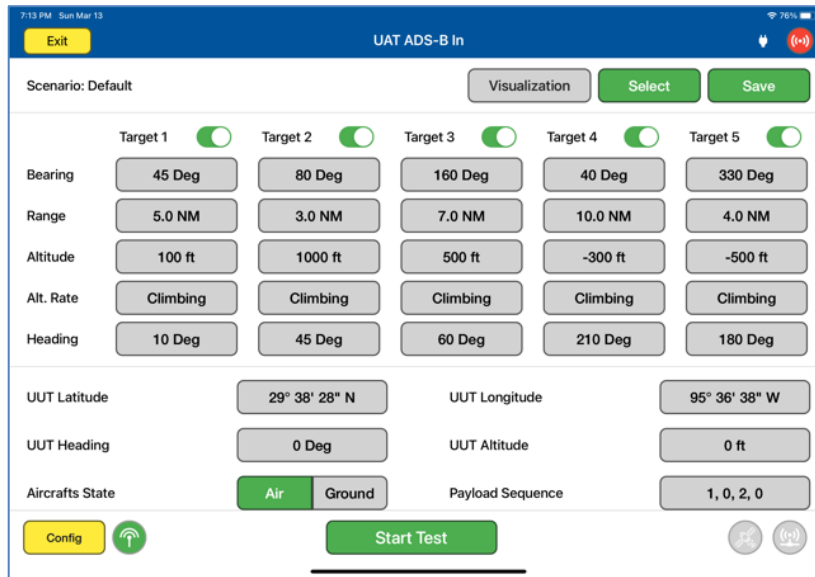 7:13 PM Sun Mar 13 76%
Exit UAT ADS-B In
Scenario: Default Visualization Select Save
Target 1 Target 2 Target 3 Target 4 Target 5
Bearing 45 Deg 80 Deg 160 Deg 40 Deg 330 Deg
Range 5.0 NM 3.0 NM 7.0 NM 10.0 NM 4.0 NM
Altitude 100 ft 1000 ft 500 ft -300 ft -500 ft
Alt. Rate Climbing Climbing Climbing Climbing Climbing
Heading 10 Deg 45 Deg 60 Deg 210 Deg 180 Deg
UUT Latitude 29° 38' 28" N UUT Longitude 95° 36' 38" W
UUT Heading 0 Deg UUT Altitude 0 ft
Aircrafts State Air Ground Payload Sequence 1, 0, 2, 0
Config Start Test